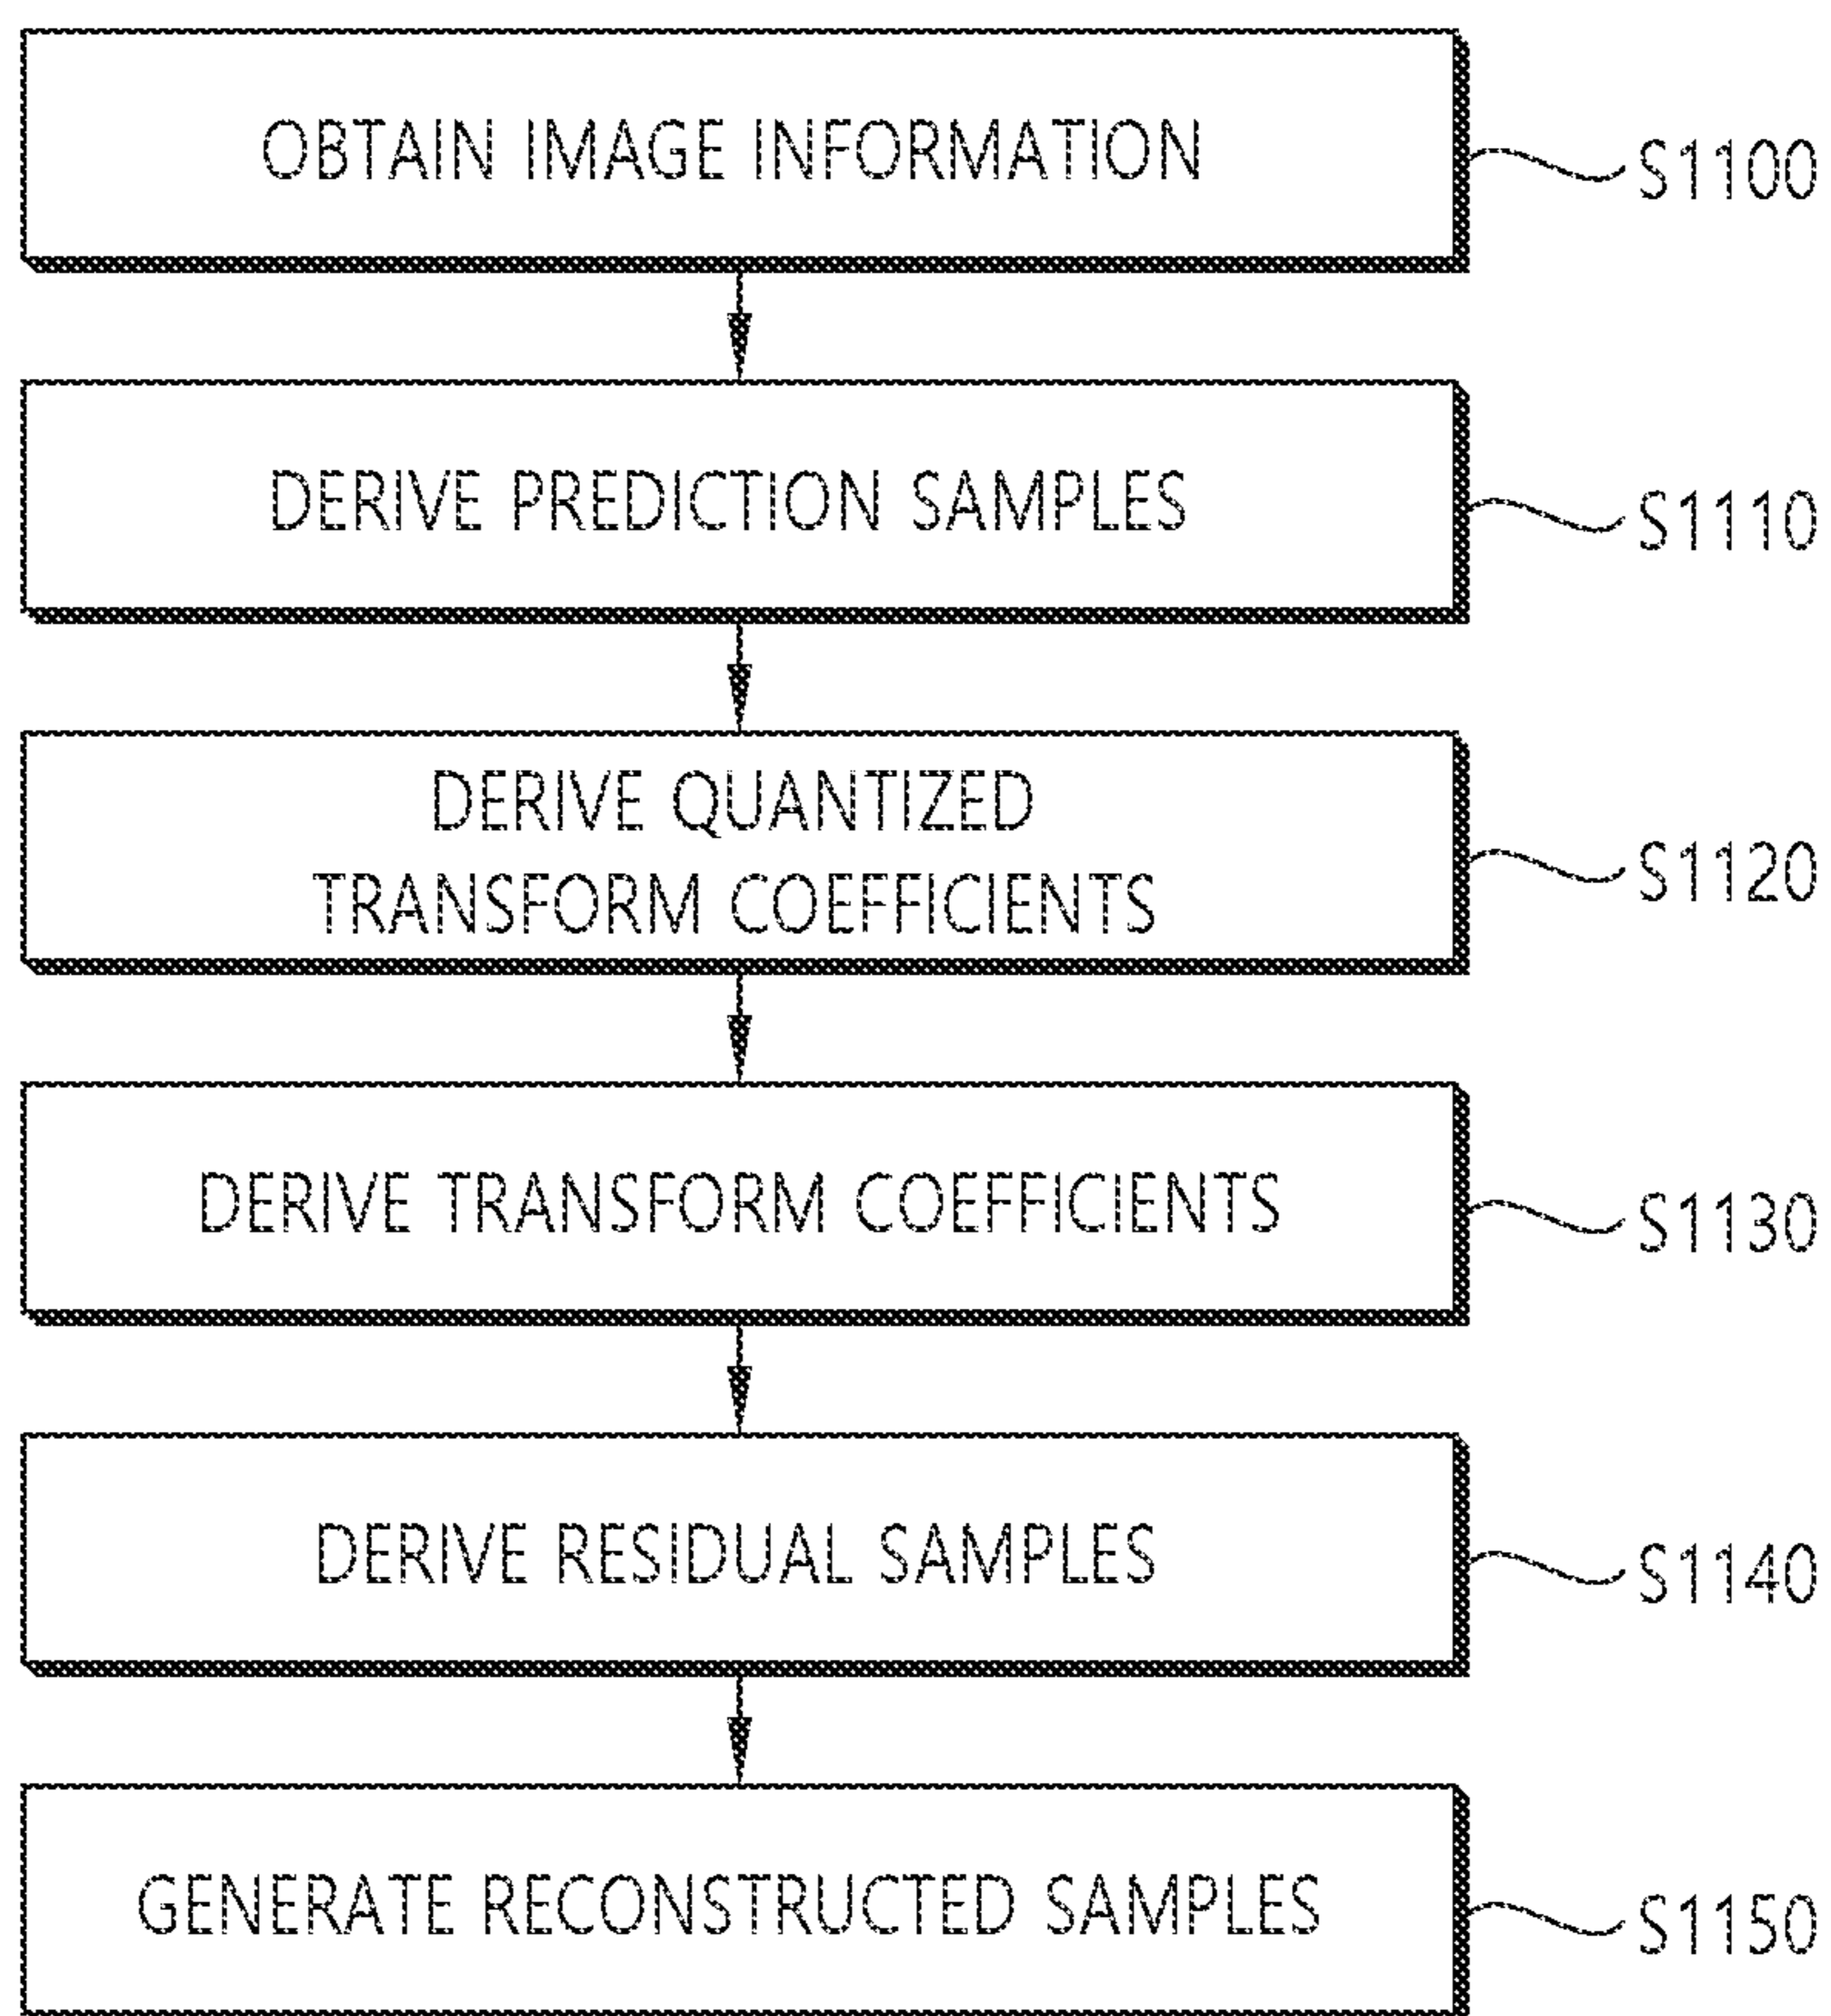 OBTAIN IMAGE INFORMATION
S1100
DERIVE PREDICTION SAMPLES
S1110
DERIVE QUANTIZED
TRANSFORM COEFFICIENTS
S1120
DERIVE TRANSFORM COEFFICIENTS
S1130
DERIVE RESIDUAL SAMPLES
S1140
GENERATE RECONSTRUCTED SAMPLES
S1150